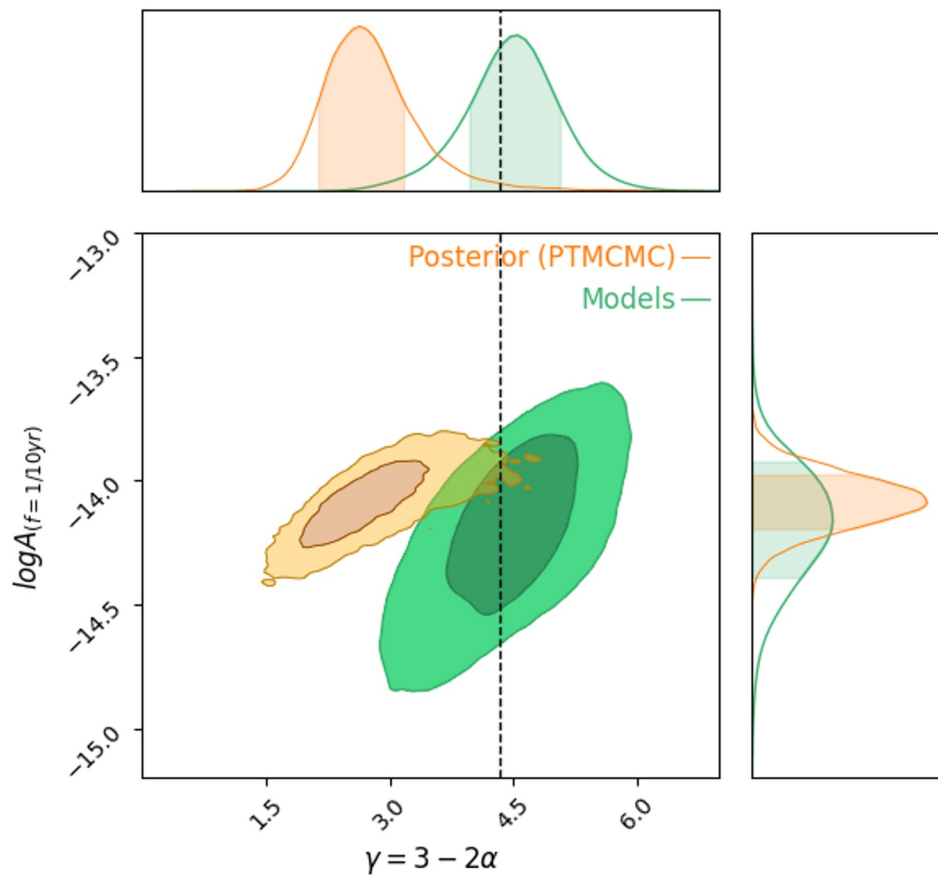 Posterior (PTMCMC)
Models
−13.0
−13.5
−14.0
−14.5
−15.0
logA(f = 1/10yr)
1.5 3.0 4.5 6.0
γ = 3 − 2α